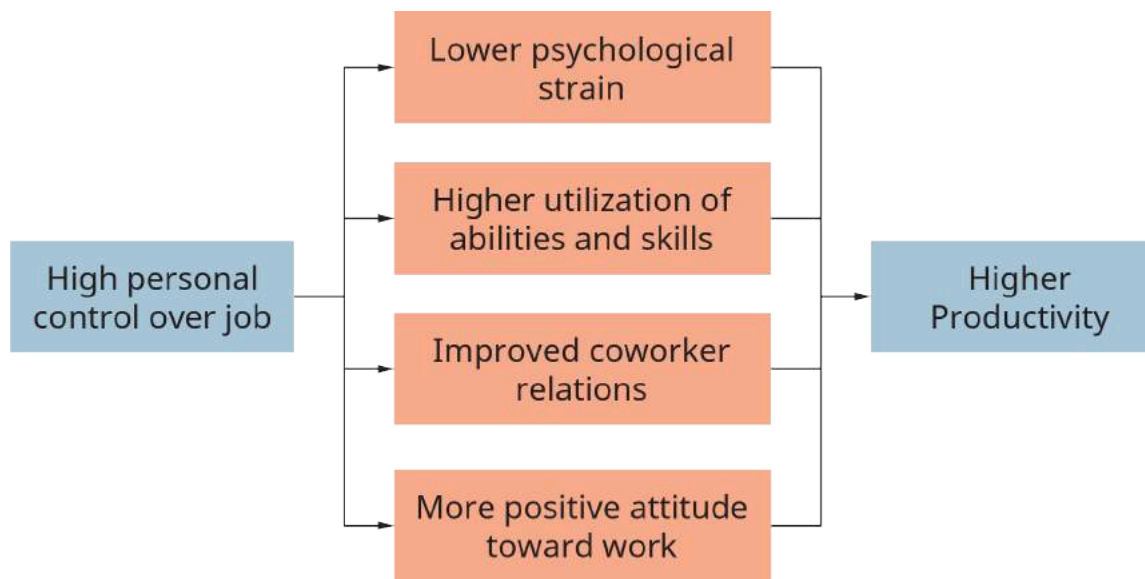 High personal
control over job
Lower psychological
strain
Higher utilization of
abilities and skills
Improved coworker
relations
More positive attitude
toward work
Higher
Productivity